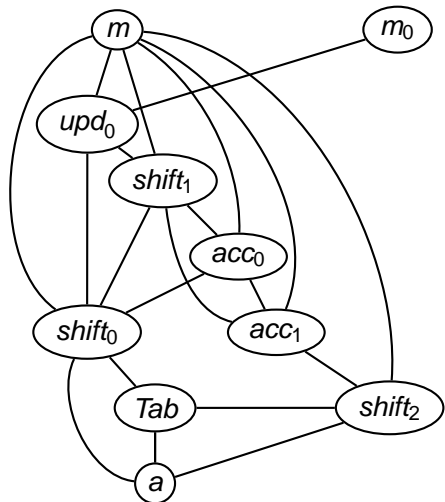 m
m₀
upd₀
shift₁
acc₀
shift₀
acc₁
Tab
shift₂
a